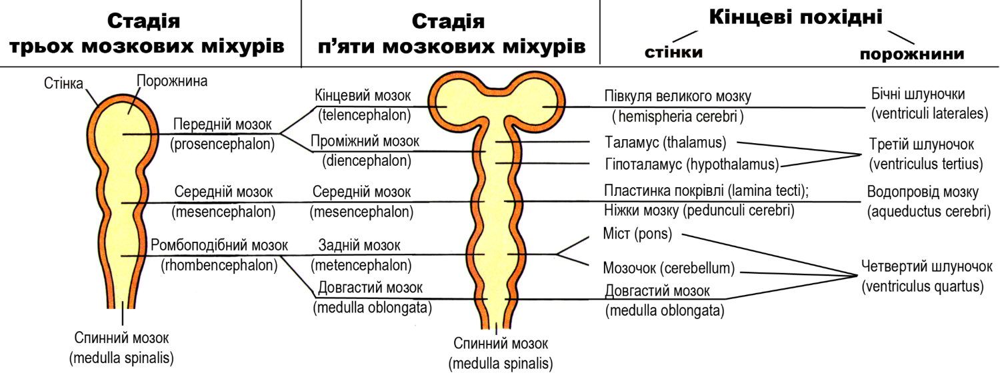 Стадія
трьох мозкових міхурів
Стадія
п’яти мозкових міхурів
Кінцеві похідні
стінки
порожнини
Стінка
Порожнина
Передній мозок
(prosencephalon)
Середній мозок
(mesencephalon)
Ромбоподібний мозок
(rhombencephalon)
Спинний мозок
(medulla spinalis)
Кінцевий мозок
(telencephalon)
Проміжний мозок
(diencephalon)
Середній мозок
(mesencephalon)
Задній мозок
(metencephalon)
Довгастий мозок
(medulla oblongata)
Спинний мозок
(medulla spinalis)
Півкуля великого мозку
( hemispheria cerebri )
Таламус (thalamus)
Гіпоталамус (hypothalamus)
Пластинка покрівлі (lamina tecti);
Ніжки мозку (pedunculi cerebri)
Міст (pons)
Мозочок (cerebellum)
Довгастий мозок
(medulla oblongata)
Бічні шлуночки
(ventriculi laterales)
Третій шлуночок
(ventriculus tertius)
Водопровід мозку
(aqueductus cerebri)
Четвертий шлуночок
(ventriculus quartus)